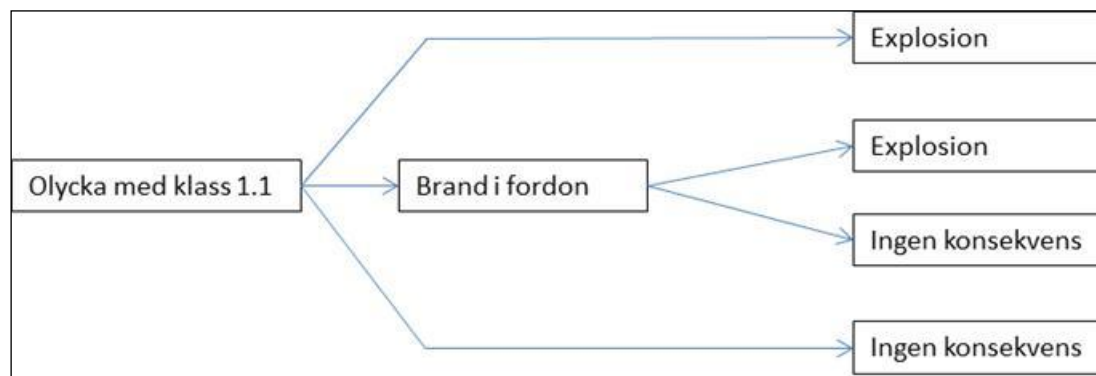 Explosion
Explosion
Olycka med klass 1.1
Brand i fordon
Ingen konsekvens
Ingen konsekvens